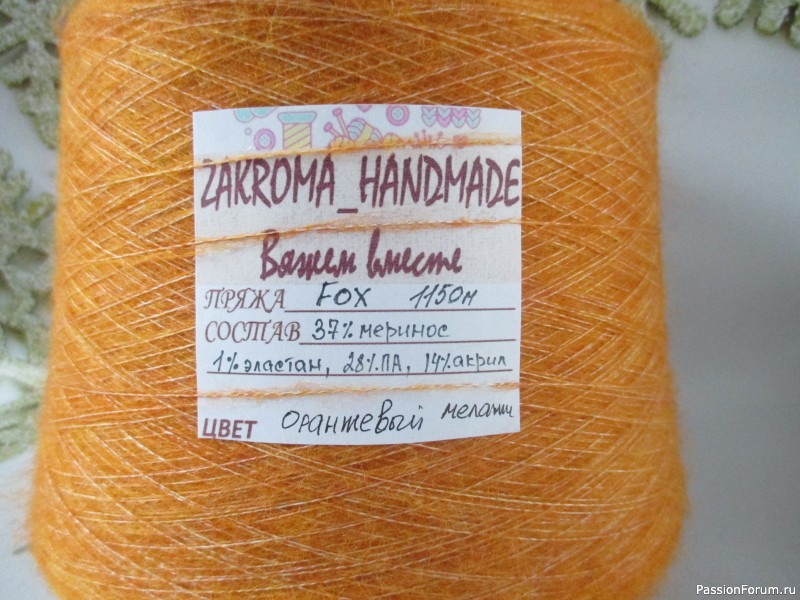 ZAKROMA_HANDMADE
Вяжем вместе
ПРЯЖА FOX 1150м
СОСТАВ 37% меринос
1% эластан, 28% ПА, 14% акрил
ЦВЕТ оранжевый меланж
PassionForum.ru